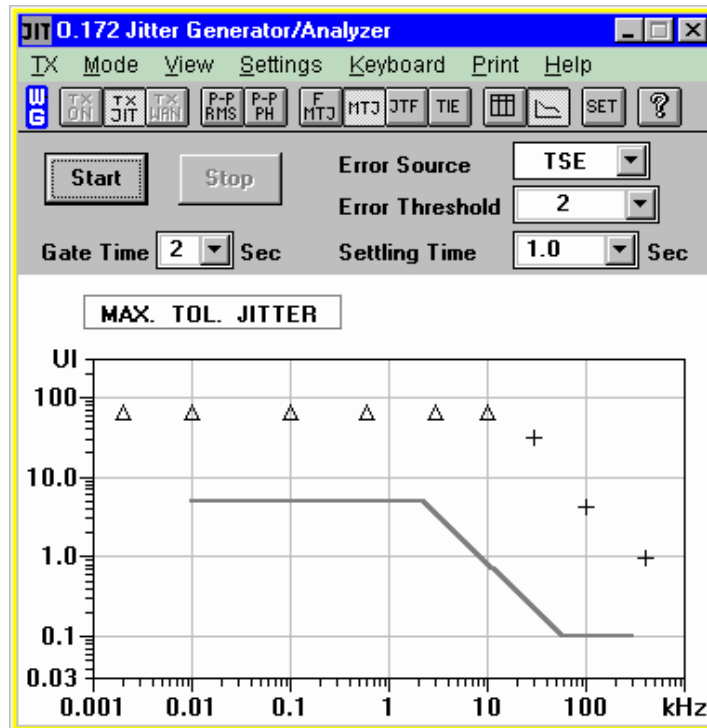 JIT O.172 Jitter Generator/Analyzer
TX Mode View Settings Keyboard Print Help
WG TX ON TX JIT TX WAN P-P RMS P-P PH F MTJ MTJ JTF TIE SET ?
Start Stop Error Source TSE
Error Threshold 2
Gate Time 2 Sec Settling Time 1.0 Sec
MAX. TOL. JITTER
UI
100
10.0
1.0
0.1
0.03
0.001 0.01 0.1 1 10 100 kHz